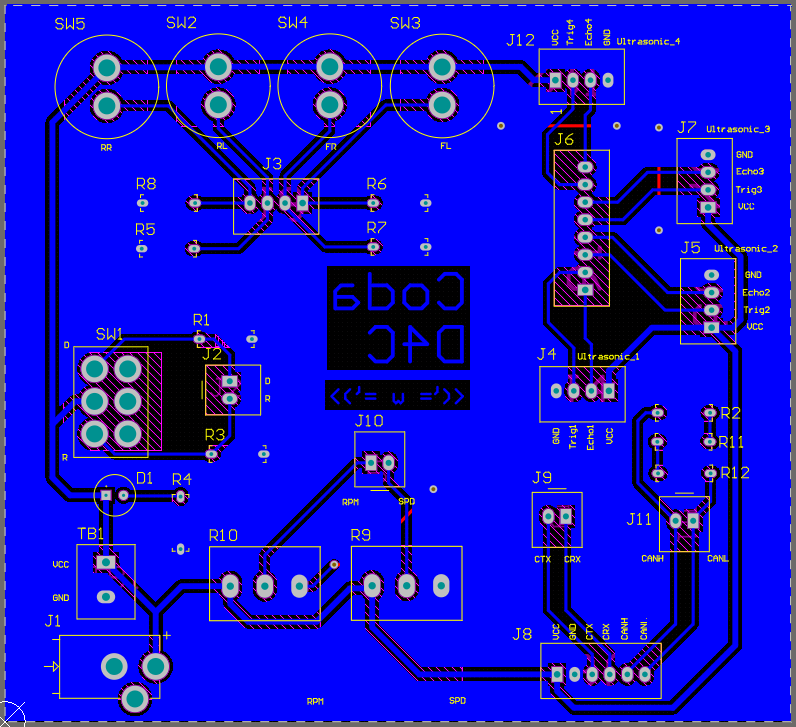 SW5
SW2
SW4
SW3
J12
VCC
Trig4
Echo4
GND
Ultrasonic_4
1
RR
RL
FR
FL
J6
J7
Ultrasonic_3
GND
Echo3
Trig3
VCC
J3
R8
R6
R5
R7
J5
Ultrasonic_2
GND
Echo2
Trig2
VCC
Coda
D4C
<('= w =')>
SW1
D
R
R1
J2
D
R
R3
J4
Ultrasonic_1
GND
Trig1
Echo1
VCC
J10
RPM
SPD
R2
R11
R12
D1
R4
J9
CTX
CRX
J11
CANH
CANL
TB1
VCC
GND
R10
R9
J1
+
J8
VCC
GND
CTX
CRX
CANH
CANL
RPM
SPD